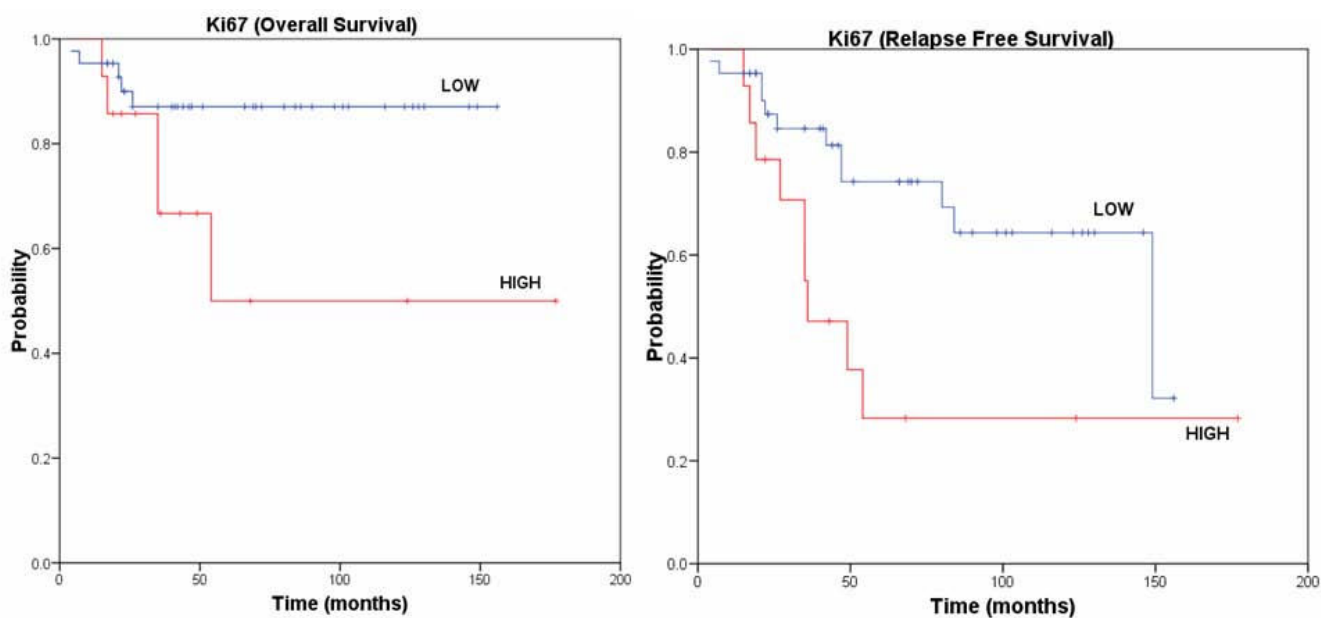 Ki67 (Overall Survival)
1.0
0.8
0.6
0.4
0.2
0.0
Probability
LOW
HIGH
0 50 100 150 200
Time (months)
Ki67 (Relapse Free Survival)
1.0
0.8
0.6
0.4
0.2
0.0
Probability
LOW
HIGH
0 50 100 150 200
Time (months)